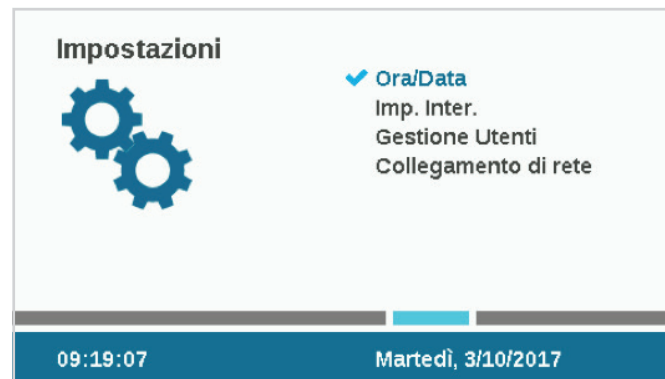 Impostazioni
Ora/Data
Imp. Inter.
Gestione Utenti
Collegamento di rete
09:19:07
Martedì, 3/10/2017